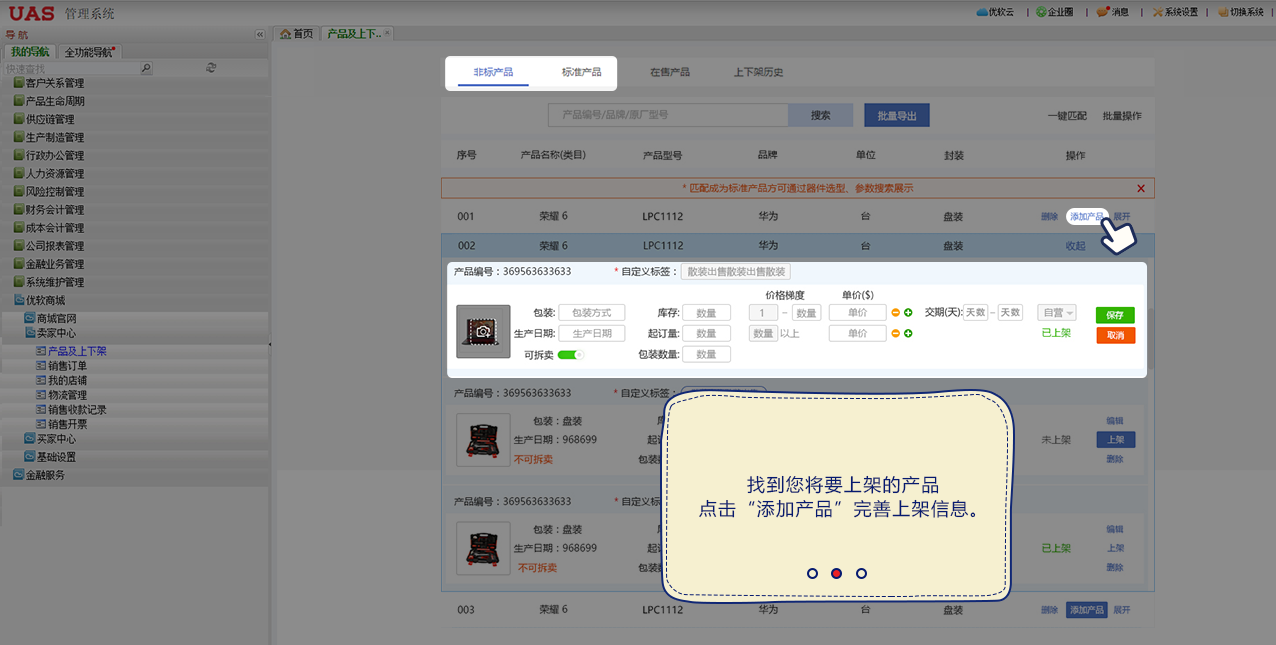 UAS 管理系统
优软云 企业圈 消息 系统设置 切换系统
导航
我的导航 全功能导航
快速查找
客户关系管理
产品生命周期
供应链管理
生产制造管理
行政办公管理
人力资源管理
风险控制管理
财务会计管理
成本会计管理
公司报表管理
金融业务管理
系统维护管理
优软商城
商城官网
卖家中心
产品及上下架
销售订单
我的店铺
物流管理
销售收款记录
销售开票
买家中心
基础设置
金融服务
首页 产品及上下..
非标产品 标准产品 在售产品 上下架历史
产品编号/品牌/原厂型号 搜索 批量导出 一键匹配 批量操作
序号 产品名称(类目) 产品型号 品牌 单位 封装 操作
* 匹配成为标准产品方可通过器件选型、参数搜索展示
001 荣耀 6 LPC1112 华为 台 盘装 删除 添加产品 展开
002 荣耀 6 LPC1112 华为 台 盘装 收起
产品编号：369563633633 * 自定义标签： 散装出售散装出售散装
价格梯度 单价($)
包装: 包装方式 库存: 数量 1 – 数量 单价 交期(天): 天数 – 天数 自营 保存
生产日期: 生产日期 起订量: 数量 数量 以上 单价 已上架 取消
可拆卖 包装数量: 数量
产品编号：369563633633 * 自定义标签：
包装：盘装 编辑
生产日期：968699 起 未上架 上架
不可拆卖 包装 删除
产品编号：369563633633 * 自定义标
包装：盘装 编辑
生产日期：968699 起 已上架 上架
不可拆卖 包装 删除
找到您将要上架的产品
点击“添加产品”完善上架信息。
003 荣耀 6 LPC1112 华为 台 盘装 删除 添加产品 展开